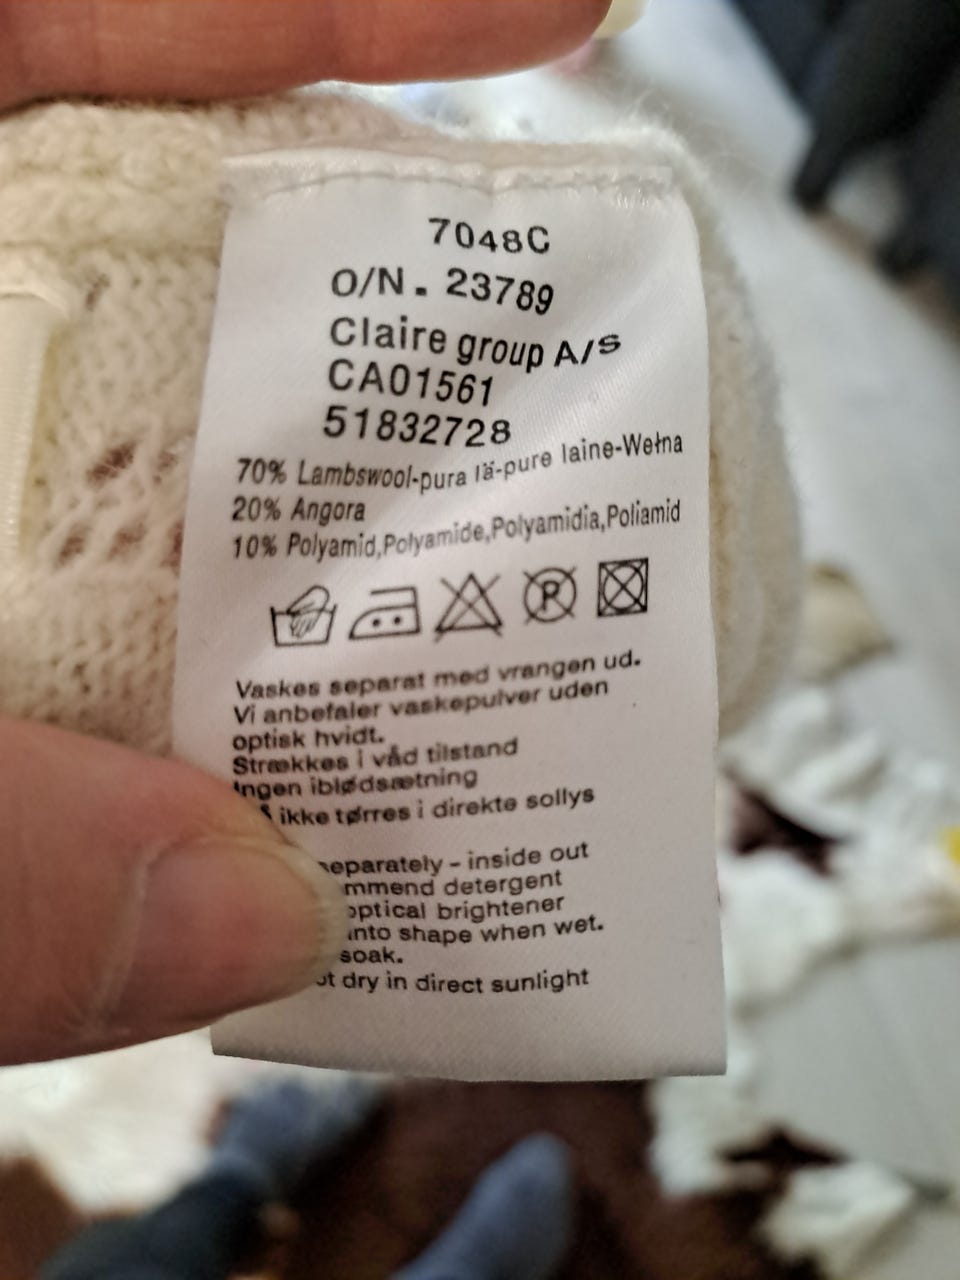 7048C
O/N. 23789
Claire group A/S
CA01561
51832728
70% Lambswool-pura lä-pure laine-Wełna
20% Angora
10% Polyamid,Polyamide,Polyamidia,Poliamid
P
Vaskes separat med vrangen ud.
Vi anbefaler vaskepulver uden
optisk hvidt.
Strækkes i våd tilstand
Ingen iblødsætning
ikke tørres i direkte sollys
separately - inside out
detergent
optical brightener
into shape when wet.
soak.
dry in direct sunlight